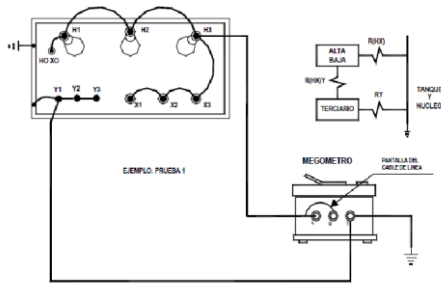 H1 H2 H3
HO XO
Y1 Y2 Y3
X1 X2 X3
EJEMPLO: PRUEBA 1
ALTA
BAJA
R(HX)
R(HX)Y
TERCIARIO
RY
TANQUE
Y
NUCLEO
MEGOMETRO
PANTALLA DEL
CABLE DE LINEA